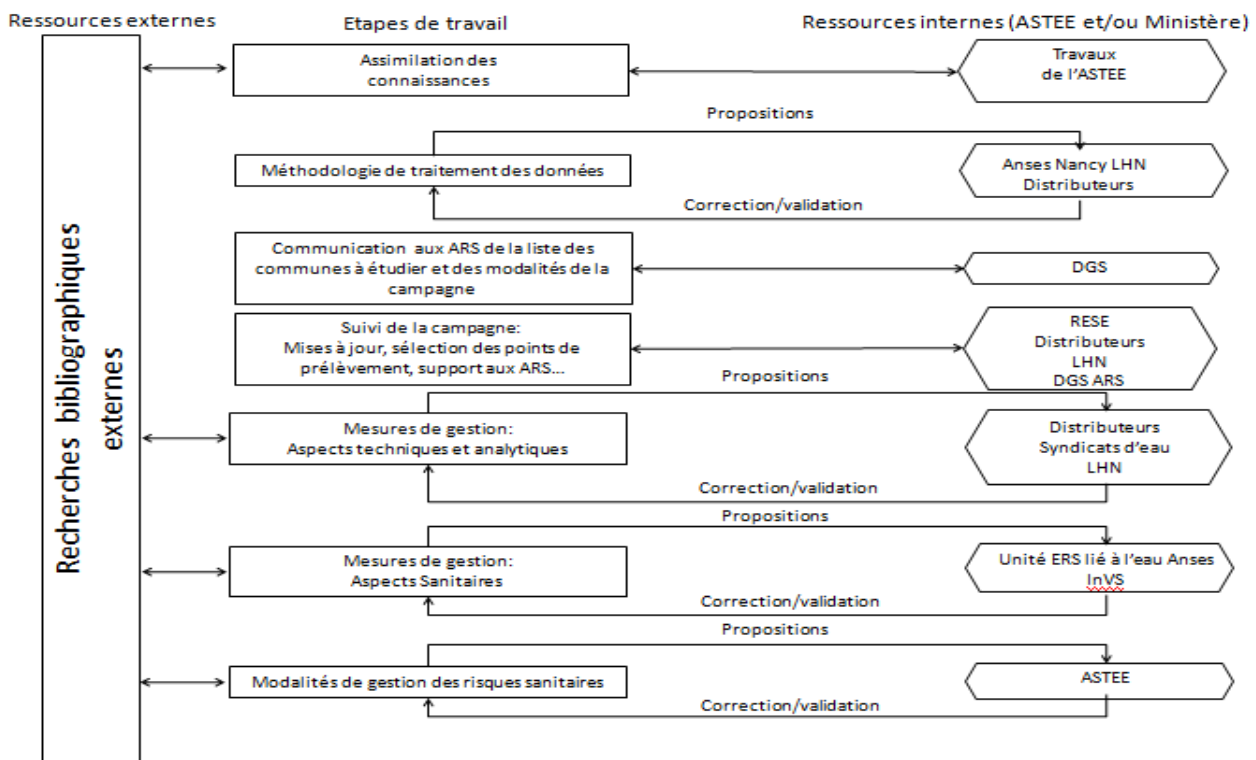 Ressources externes
Etapes de travail
Ressources internes (ASTEE et/ou Ministère)
Recherches bibliographiques
externes
Assimilation des
connaissances
Travaux
de l'ASTEE
Propositions
Méthodologie de traitement des données
Anses Nancy LHN
Distributeurs
Correction/validation
Communication aux ARS de la liste des
communes à étudier et des modalités de la
campagne
DGS
Suivi de la campagne:
Mises à jour, sélection des points de
prélèvement, support aux ARS...
RESE
Distributeurs
LHN
DGS ARS
Propositions
Mesures de gestion:
Aspects techniques et analytiques
Distributeurs
Syndicats d'eau
LHN
Correction/validation
Propositions
Mesures de gestion:
Aspects Sanitaires
Unité ERS lié à l'eau Anses
InVS
Correction/validation
Propositions
Modalités de gestion des risques sanitaires
ASTEE
Correction/validation